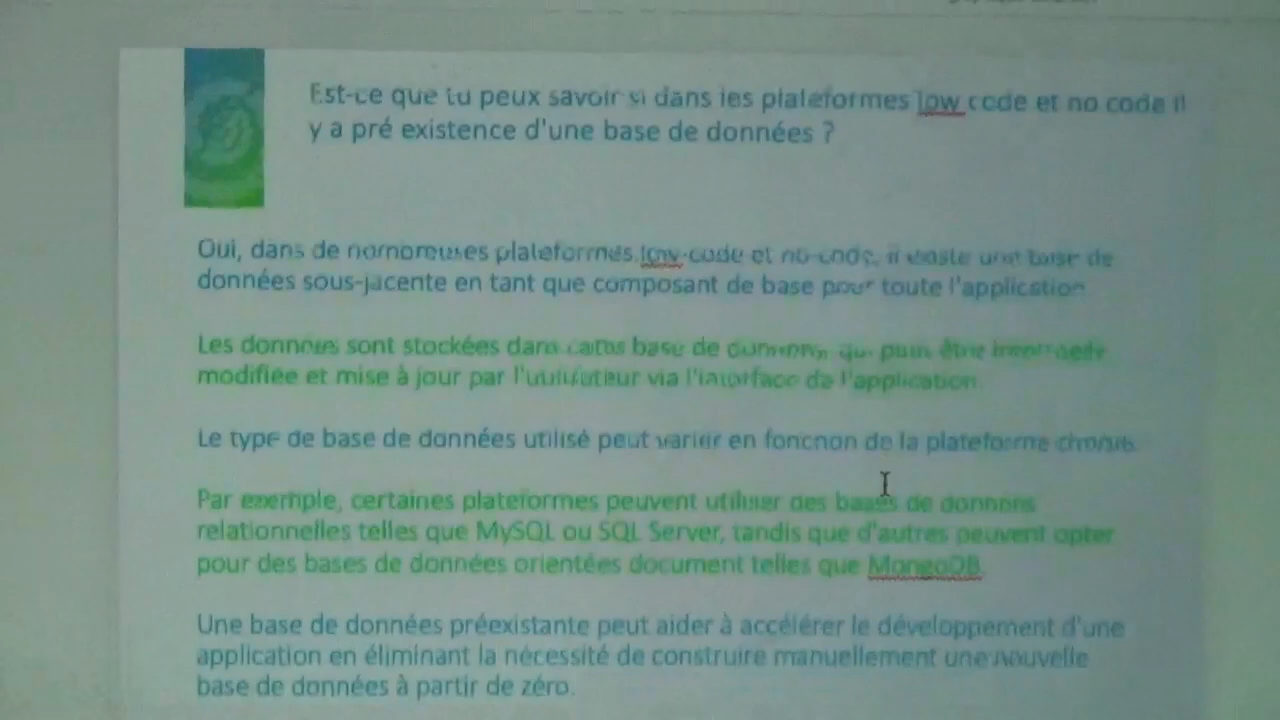 Est-ce que tu peux savoir si dans les plateformes low code et no code il
y a pré existence d'une base de données ?
Oui, dans de nombreuses plateformes low-code et no-code, il existe une base de
données sous-jacente en tant que composant de base pour toute l'application
Les données sont stockées dans cette base de données, qui peut être
modifiée et mise à jour par l'utilisateur via l'interface de l'application.
Le type de base de données utilisé peut varier en fonction de la plateforme choisie.
Par exemple, certaines plateformes peuvent utiliser des bases de données
relationnelles telles que MySQL ou SQL Server, tandis que d'autres peuvent opter
pour des bases de données orientées document telles que MongoDB.
Une base de données préexistante peut aider à accélérer le développement d'une
application en éliminant la nécessité de construire manuellement une nouvelle
base de données à partir de zéro.